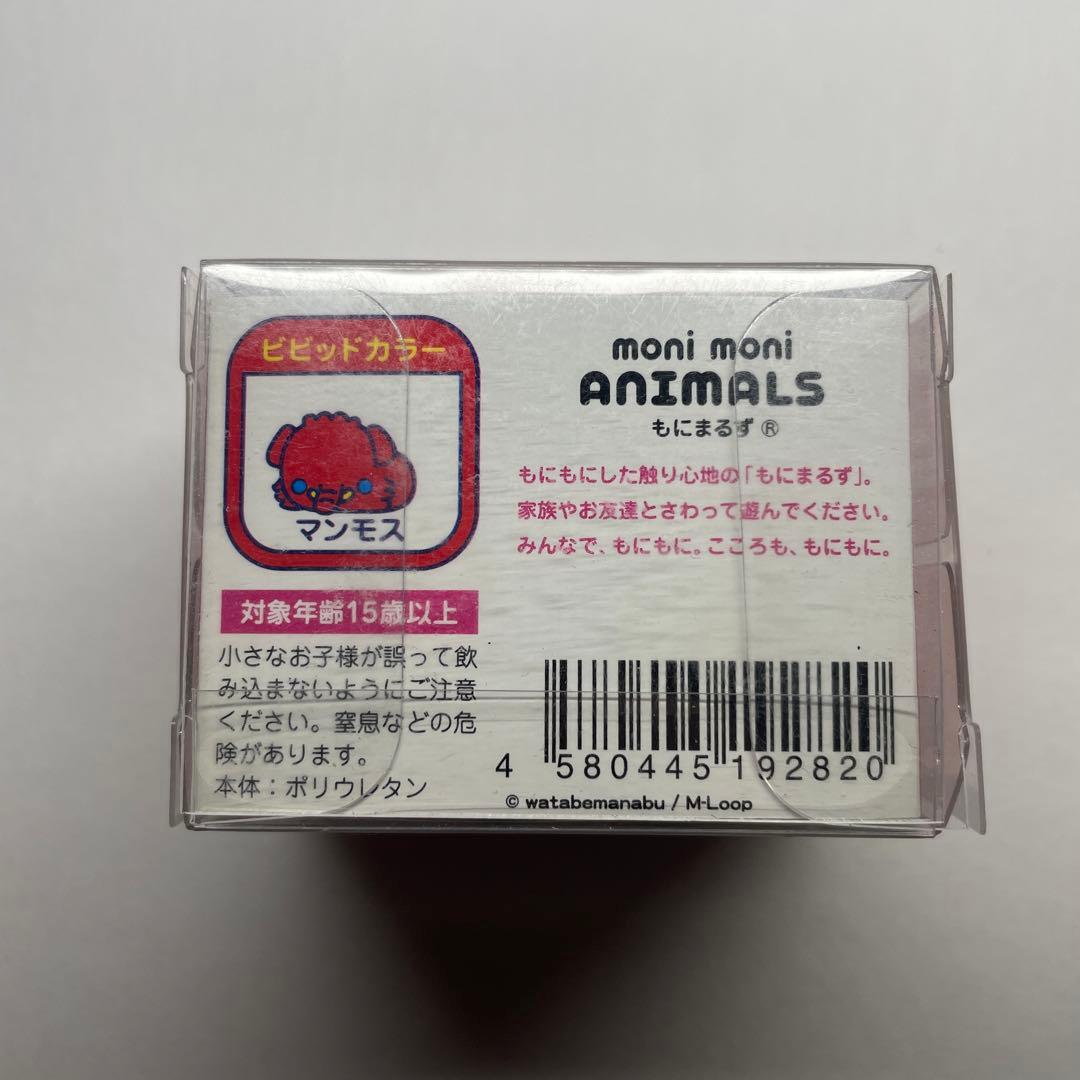 ビビッドカラー
マンモス
moni moni
ANIMALS
もにまるず ®
もにもにした触り心地の「もにまるず」。
家族やお友達とさわって遊んでください。
みんなで、もにもに。こころも、もにもに。
対象年齢15歳以上
小さなお子様が誤って飲
み込まないようにご注意
ください。窒息などの危
険があります。
本体：ポリウレタン
4 580445 192820
© watabemanabu / M-Loop